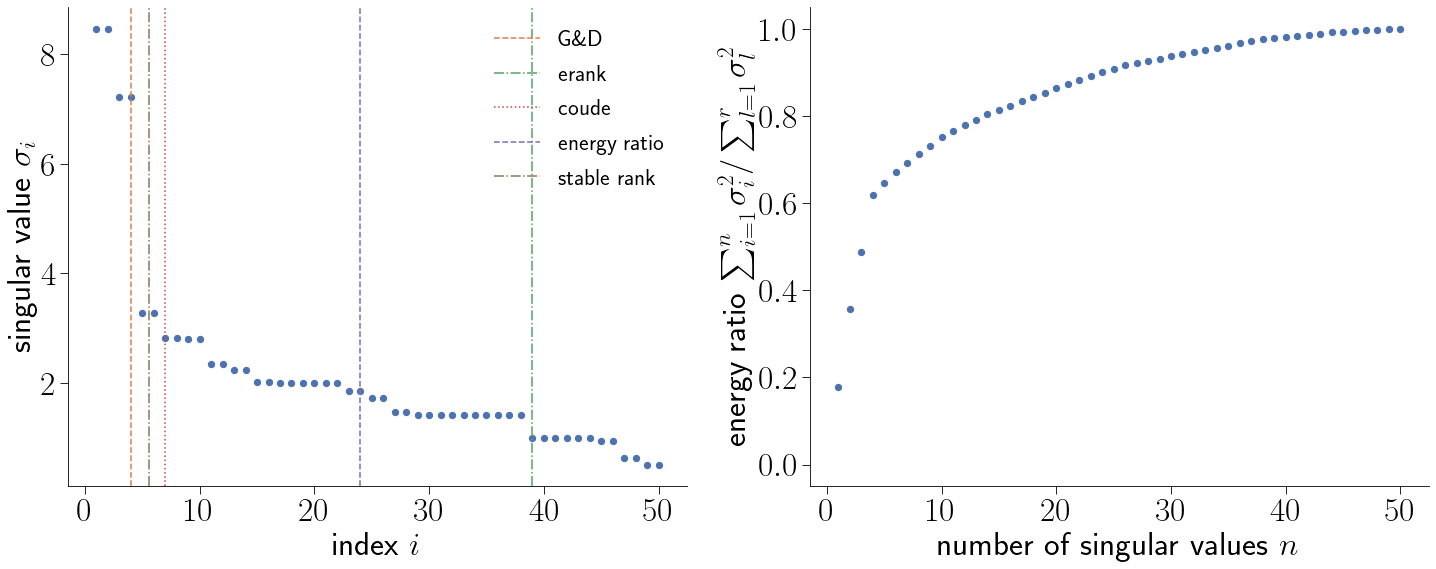 singular value σ_i
8
6
4
2
0 10 20 30 40 50
index i
G&D
erank
coude
energy ratio
stable rank
energy ratio ∑_{i=1}^{n} σ_i^2 / ∑_{l=1}^{r} σ_l^2
1.0
0.8
0.6
0.4
0.2
0.0
0 10 20 30 40 50
number of singular values n